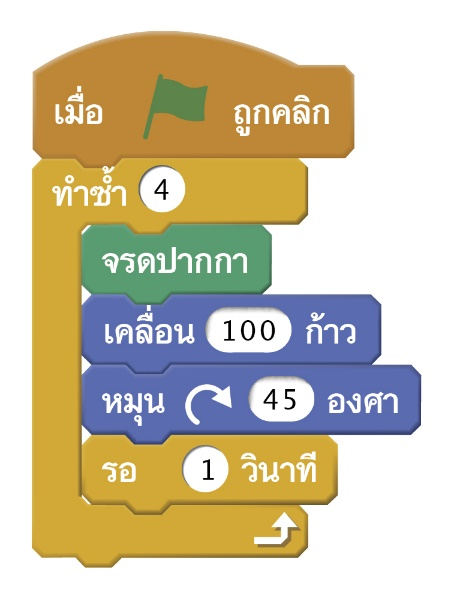 เมื่อ ถูกคลิก
ทำซ้ำ 4
จรดปากกา
เคลื่อน 100 ก้าว
หมุน 45 องศา
รอ 1 วินาที